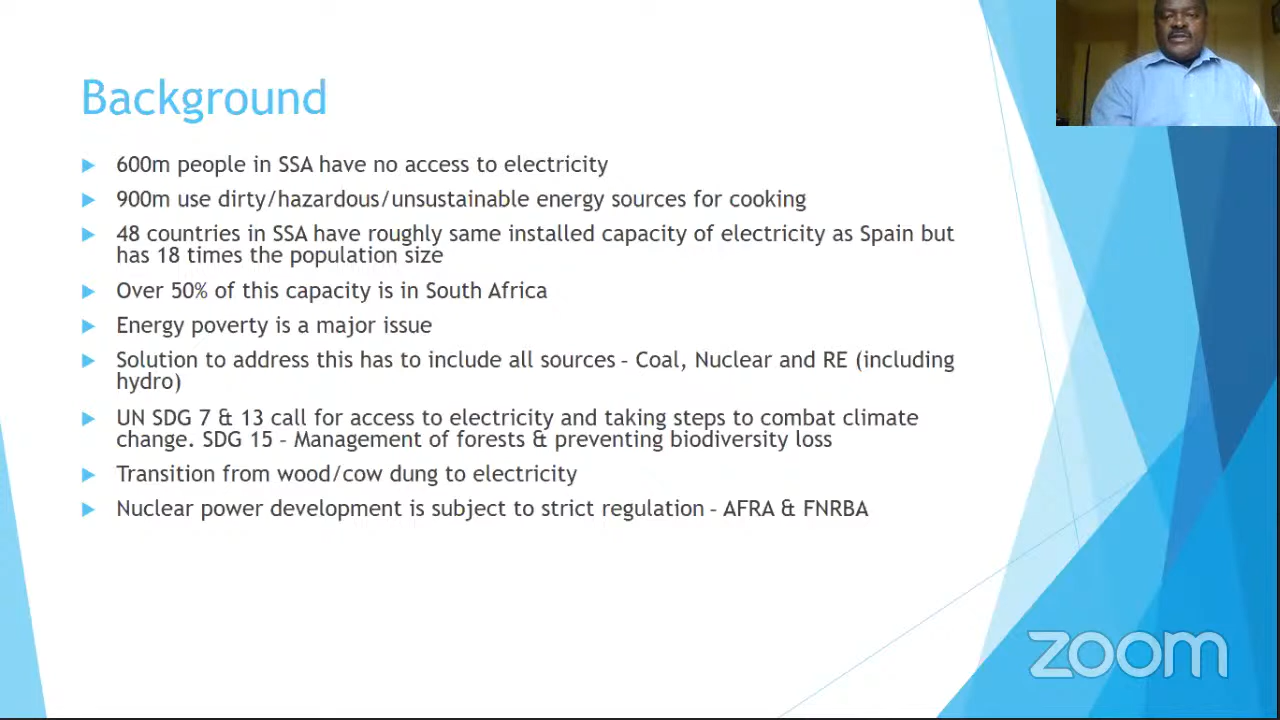 Background
600m people in SSA have no access to electricity
900m use dirty/hazardous/unsustainable energy sources for cooking
48 countries in SSA have roughly same installed capacity of electricity as Spain but
has 18 times the population size
Over 50% of this capacity is in South Africa
Energy poverty is a major issue
Solution to address this has to include all sources – Coal, Nuclear and RE (including
hydro)
UN SDG 7 & 13 call for access to electricity and taking steps to combat climate
change. SDG 15 – Management of forests & preventing biodiversity loss
Transition from wood/cow dung to electricity
Nuclear power development is subject to strict regulation – AFRA & FNRBA
zoom